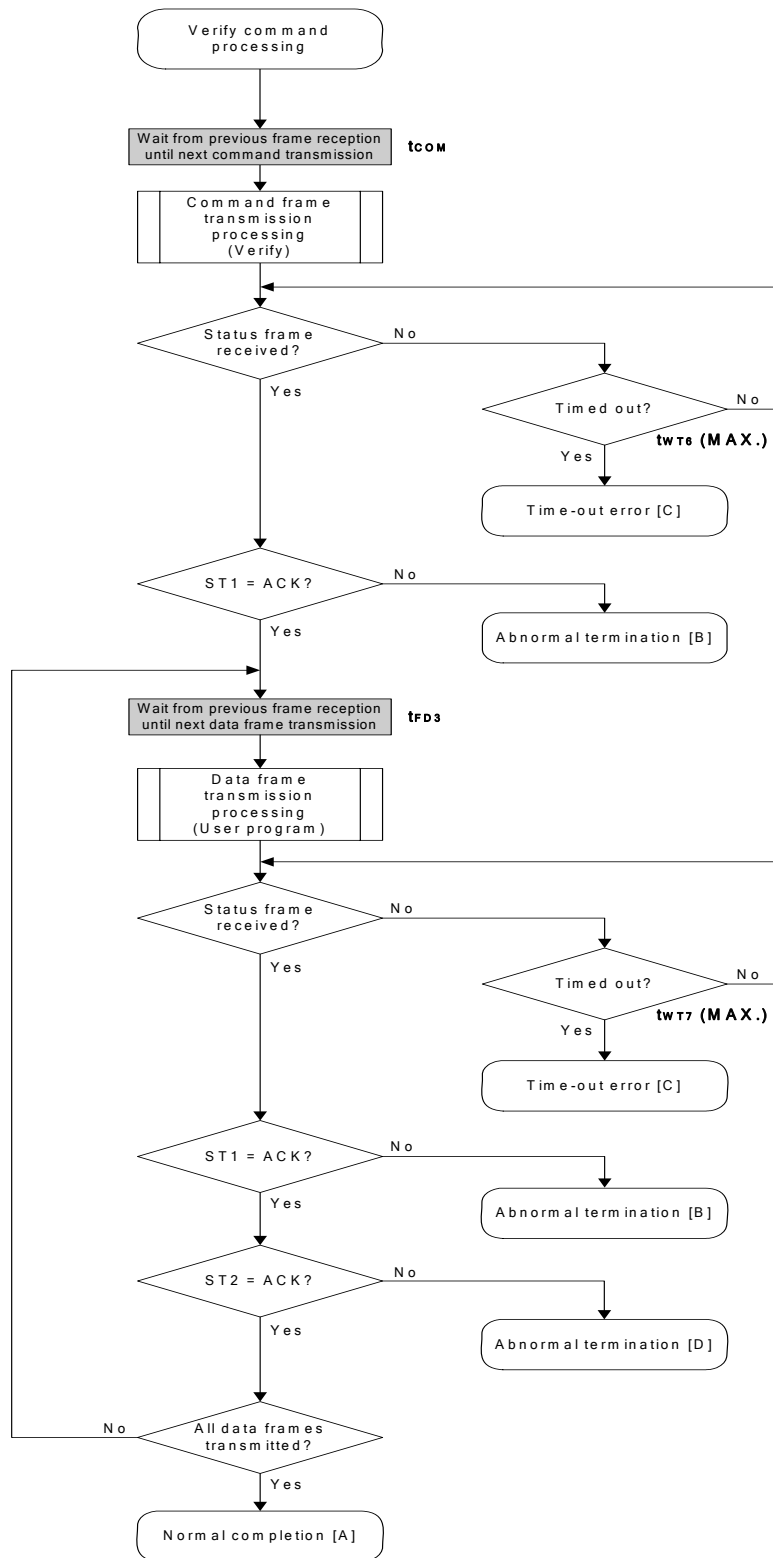 Verify command
processing
Wait from previous frame reception
until next command transmission
tCOM
Command frame
transmission
processing
(Verify)
Status frame
received?
No
Yes
Timed out?
No
tWT6 (MAX.)
Yes
Time-out error [C]
ST1 = ACK?
No
Yes
Abnormal termination [B]
Wait from previous frame reception
until next data frame transmission
tFD3
Data frame
transmission
processing
(User program)
Status frame
received?
No
Yes
Timed out?
No
tWT7 (MAX.)
Yes
Time-out error [C]
ST1 = ACK?
No
Yes
Abnormal termination [B]
ST2 = ACK?
No
Yes
Abnormal termination [D]
All data frames
transmitted?
No
Yes
Normal completion [A]